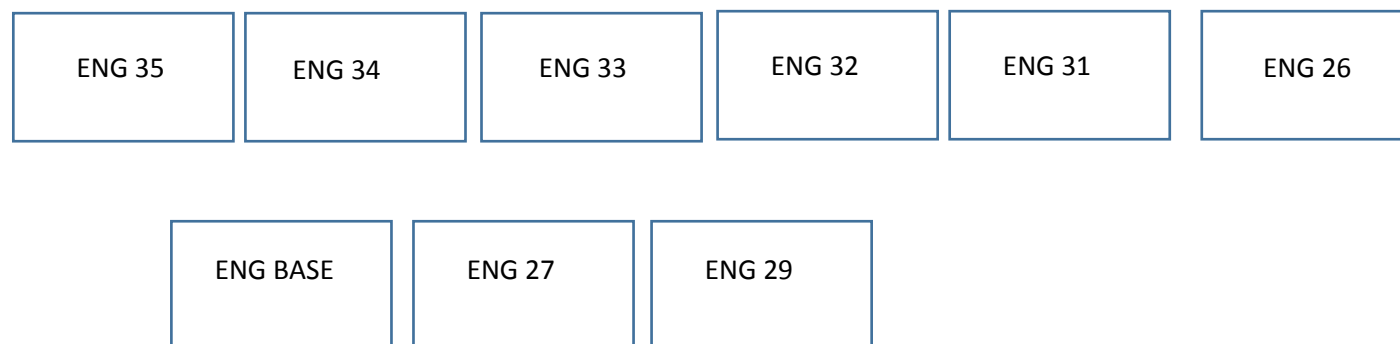 ENG 35
ENG 34
ENG 33
ENG 32
ENG 31
ENG 26
ENG BASE
ENG 27
ENG 29